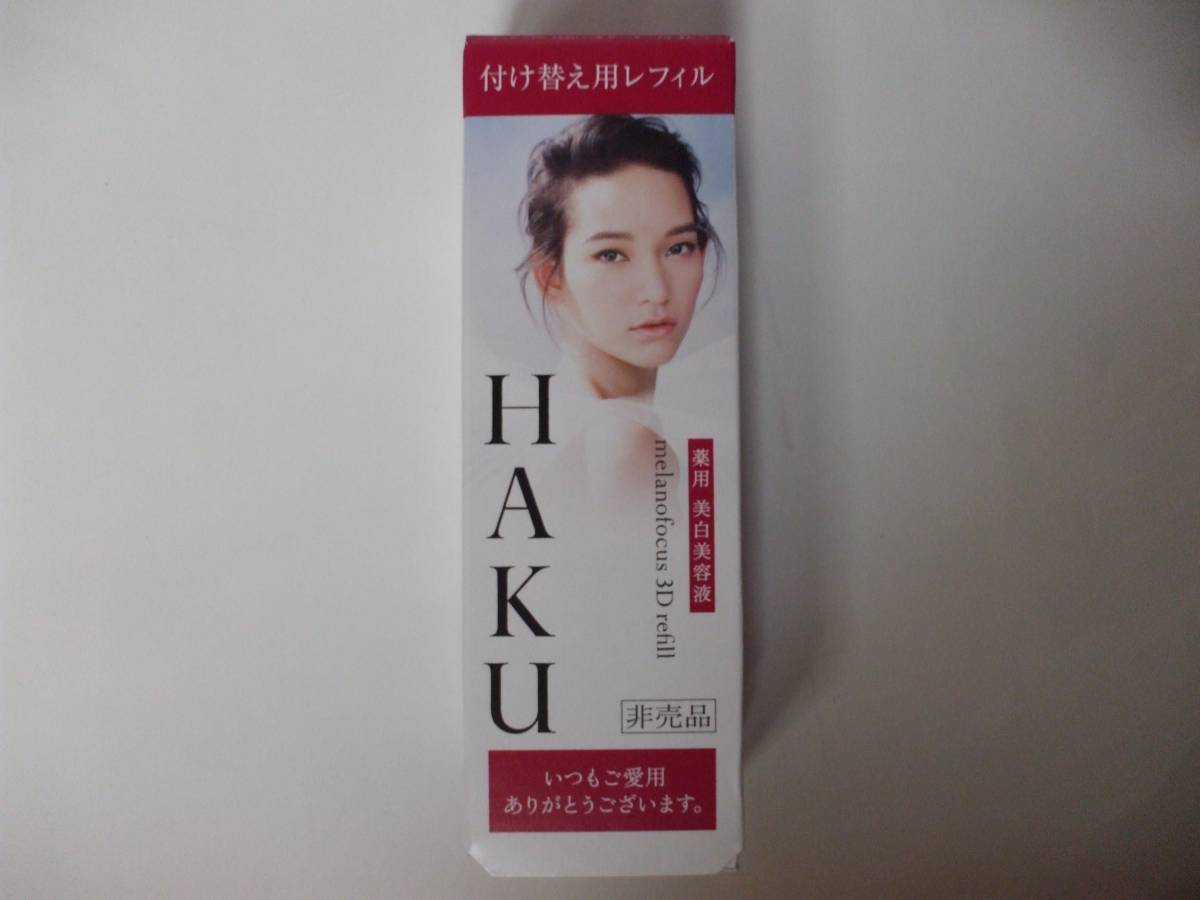 付け替え用レフィル
HAKU
melanofocus 3D refill
薬用 美白美容液
非売品
いつもご愛用
ありがとうございます。